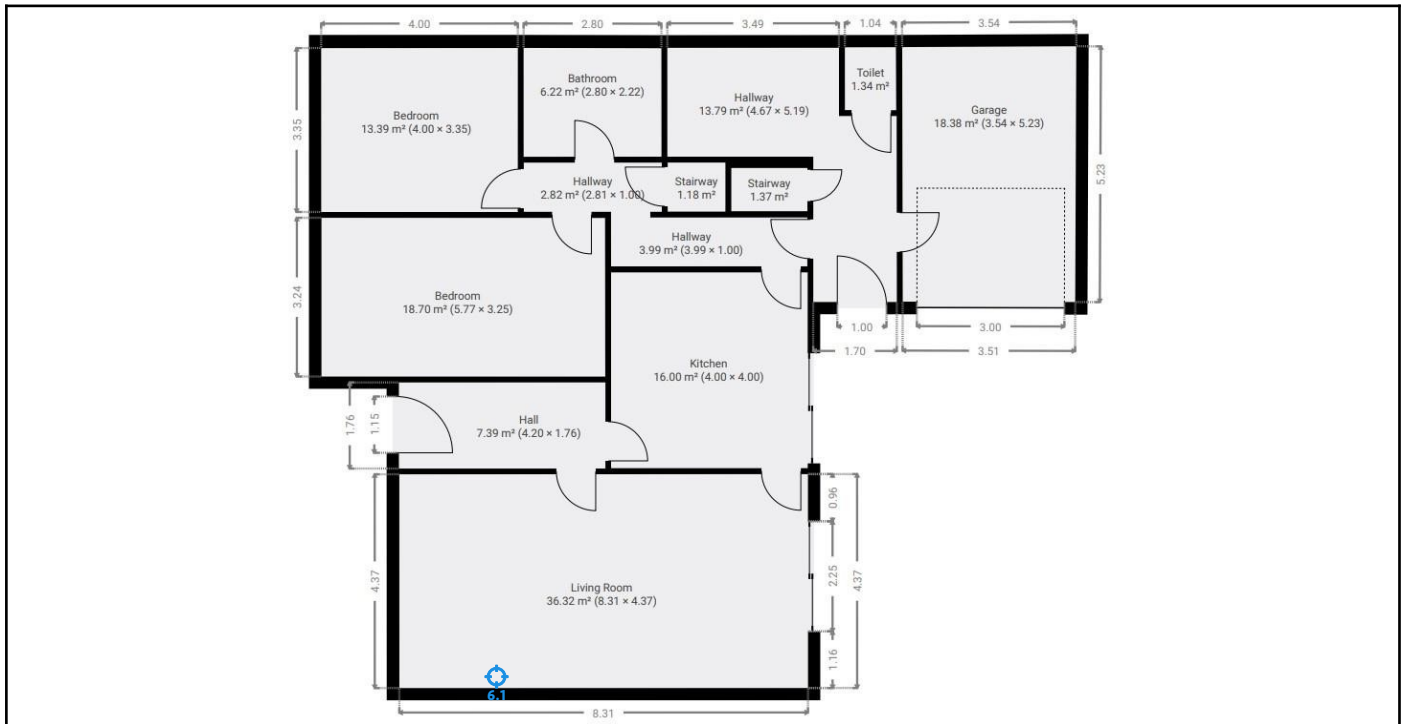 4.00
2.80
3.49
1.04
3.54
Toilet
1.34 m²
Bathroom
6.22 m² (2.80 × 2.22)
Hallway
13.79 m² (4.67 × 5.19)
Garage
18.38 m² (3.54 × 5.23)
Bedroom
13.39 m² (4.00 × 3.35)
3.35
5.23
Hallway
2.82 m² (2.81 × 1.00)
Stairway
1.18 m²
Stairway
1.37 m²
Hallway
3.99 m² (3.99 × 1.00)
3.24
Bedroom
18.70 m² (5.77 × 3.25)
1.00
3.00
1.70
3.51
Kitchen
16.00 m² (4.00 × 4.00)
1.76
1.15
Hall
7.39 m² (4.20 × 1.76)
0.96
4.37
2.25
4.37
Living Room
36.32 m² (8.31 × 4.37)
1.16
6.1
8.31